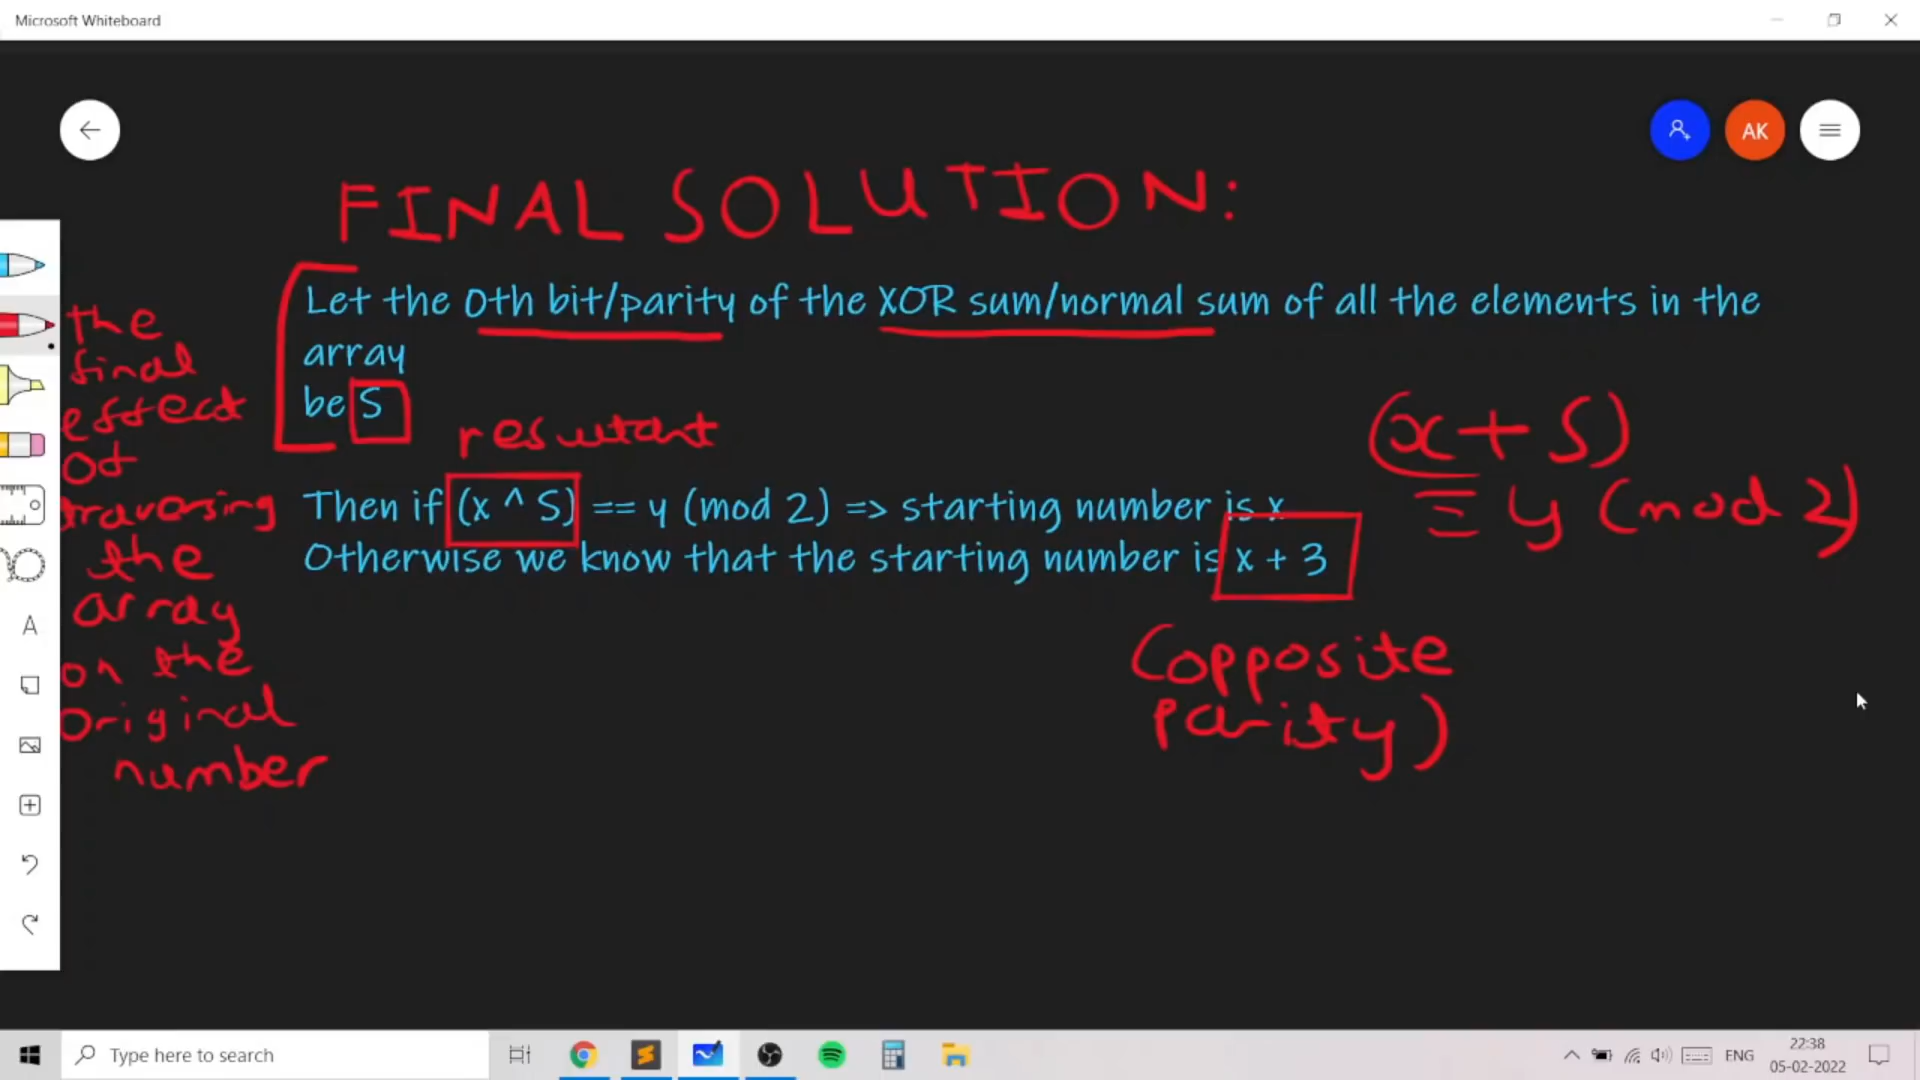 Microsoft Whiteboard
AK
FINAL SOLUTION:
Let the 0th bit/parity of the XOR sum/normal sum of all the elements in the
array
be S
resultant
(x + S)
≡ y (mod 2)
Then if (x ^ S) == y (mod 2) => starting number is x
Otherwise we know that the starting number is x + 3
(opposite
parity)
the
final
effect
of
traversing
the
array
on the
original
number
A
Type here to search
ENG
22:38
05-02-2022